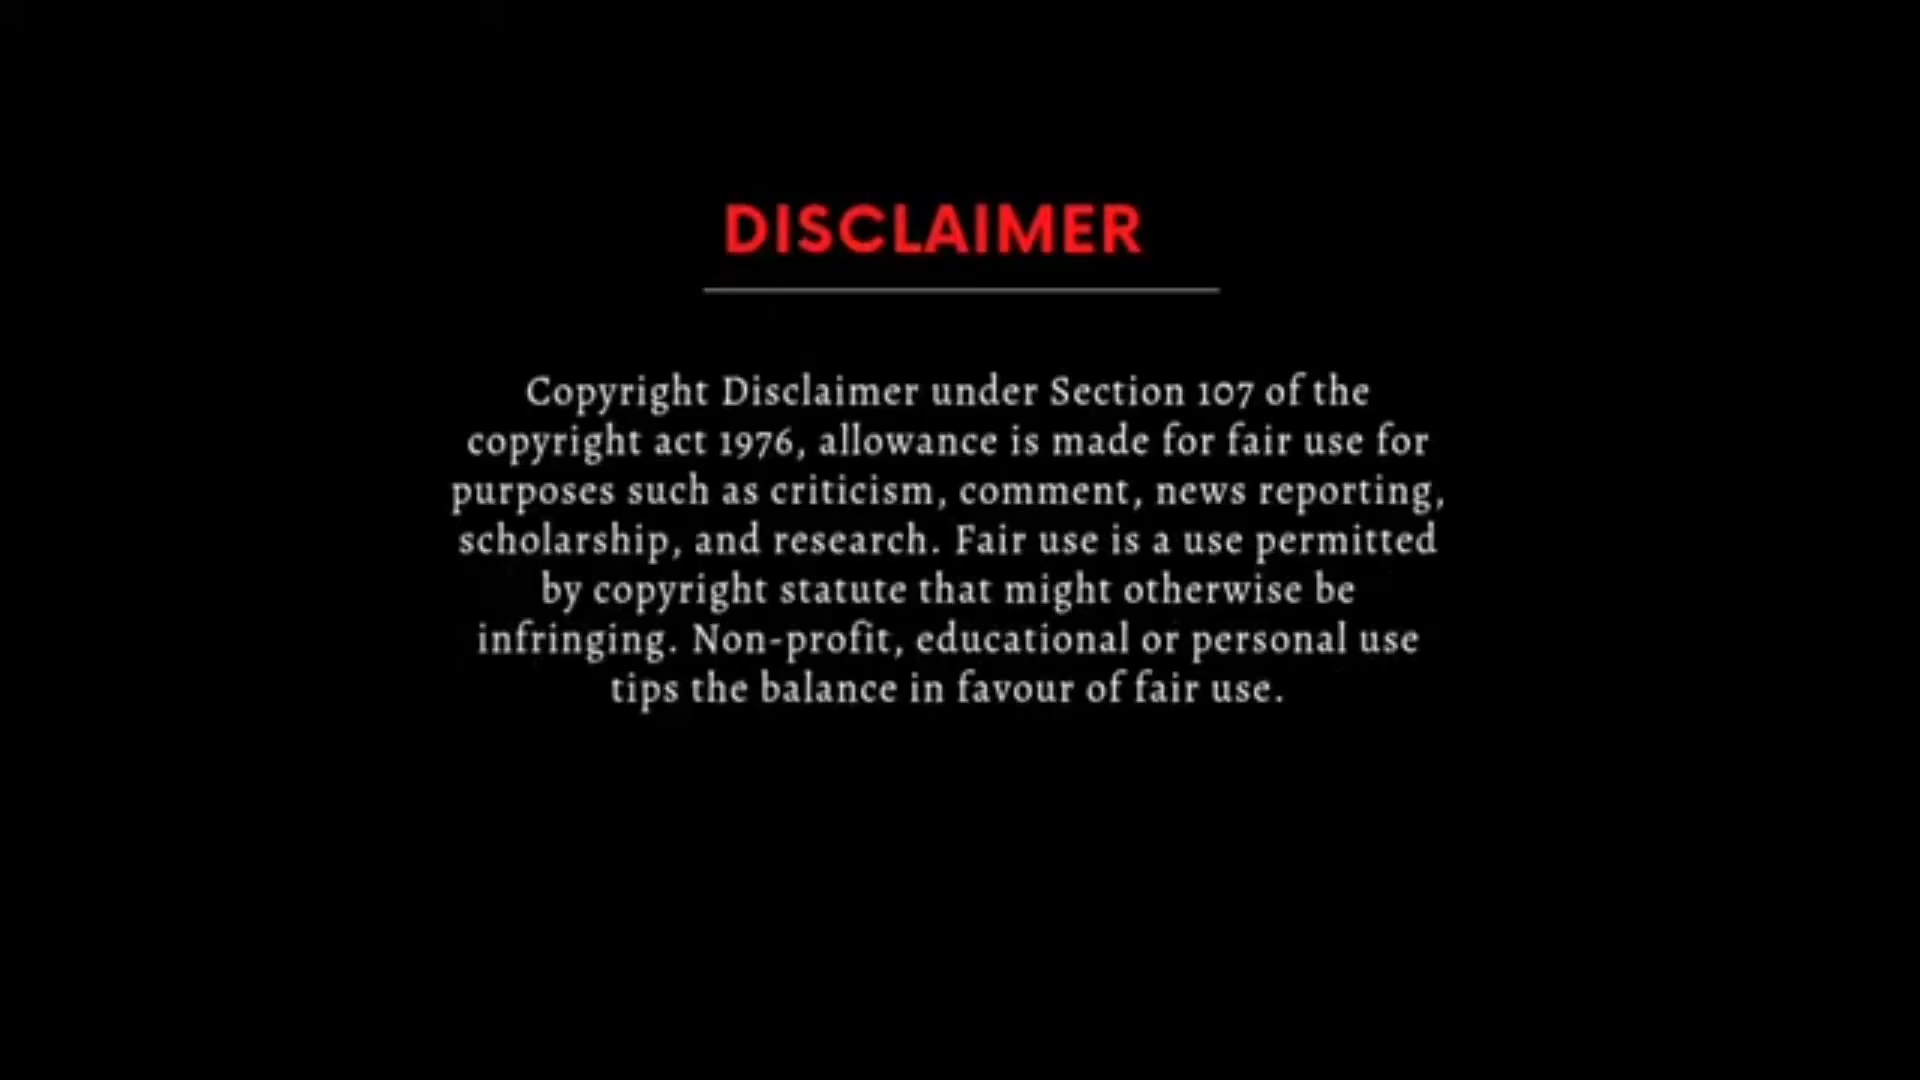 DISCLAIMER
Copyright Disclaimer under Section 107 of the
copyright act 1976, allowance is made for fair use for
purposes such as criticism, comment, news reporting,
scholarship, and research. Fair use is a use permitted
by copyright statute that might otherwise be
infringing. Non-profit, educational or personal use
tips the balance in favour of fair use.